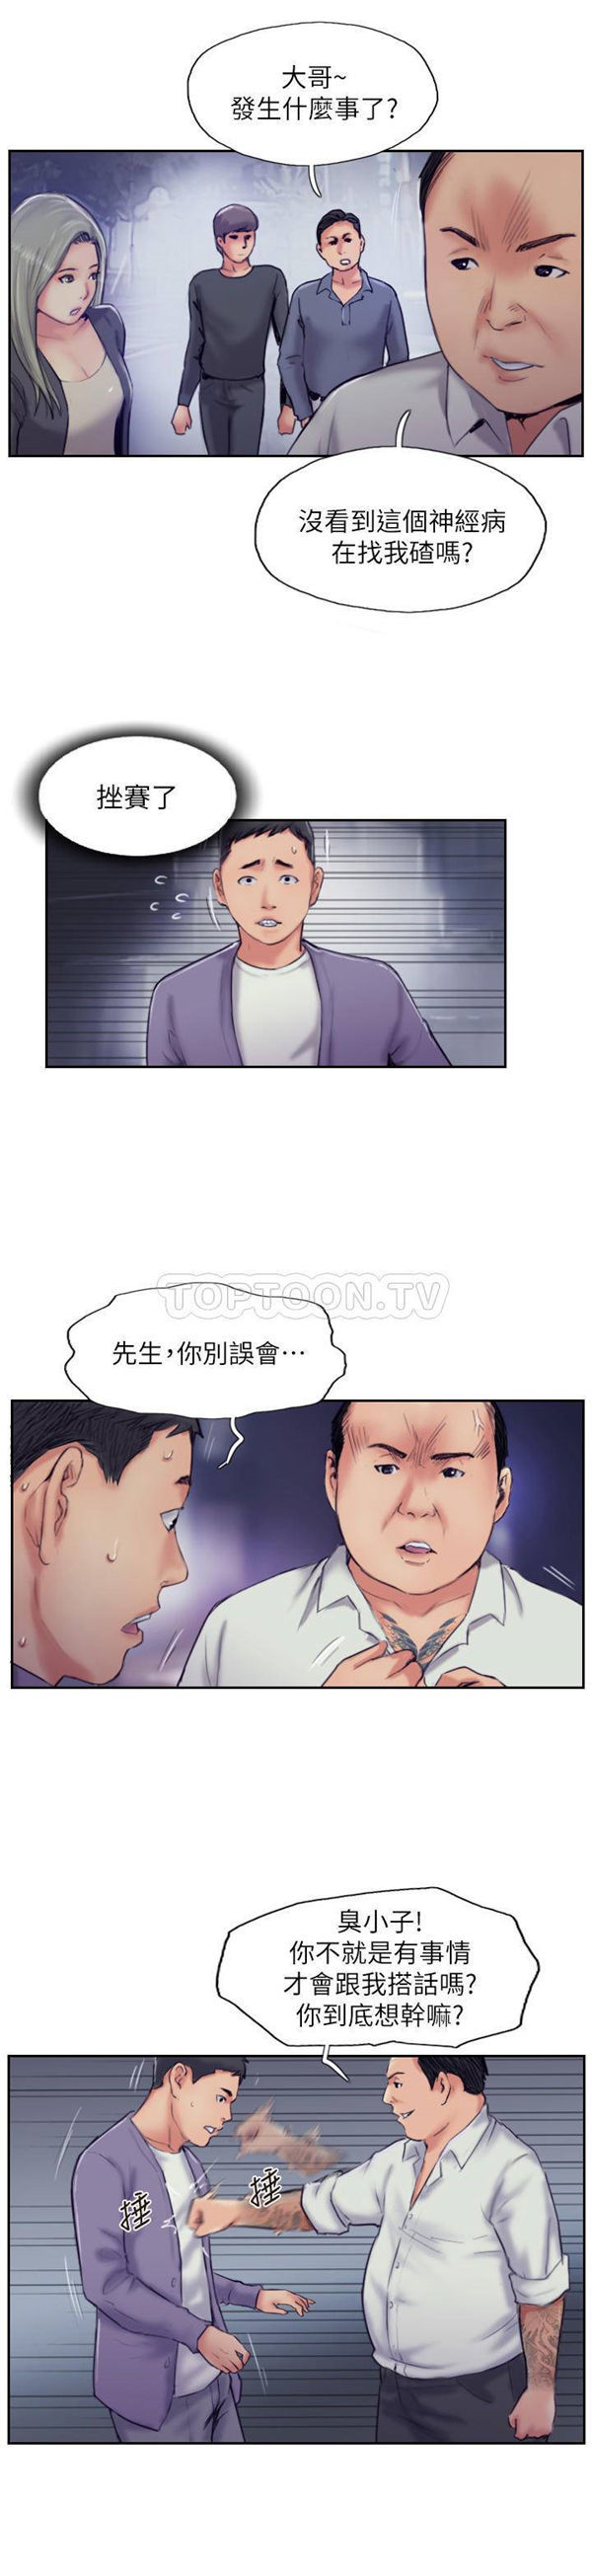 大哥~
發生什麼事了?
沒看到這個神經病
在找我碴嗎?
挫賽了
TOPTOON.TV
先生，你別誤會…
臭小子!
你不就是有事情
才會跟我搭話嗎?
你到底想幹嘛?
捶
捶